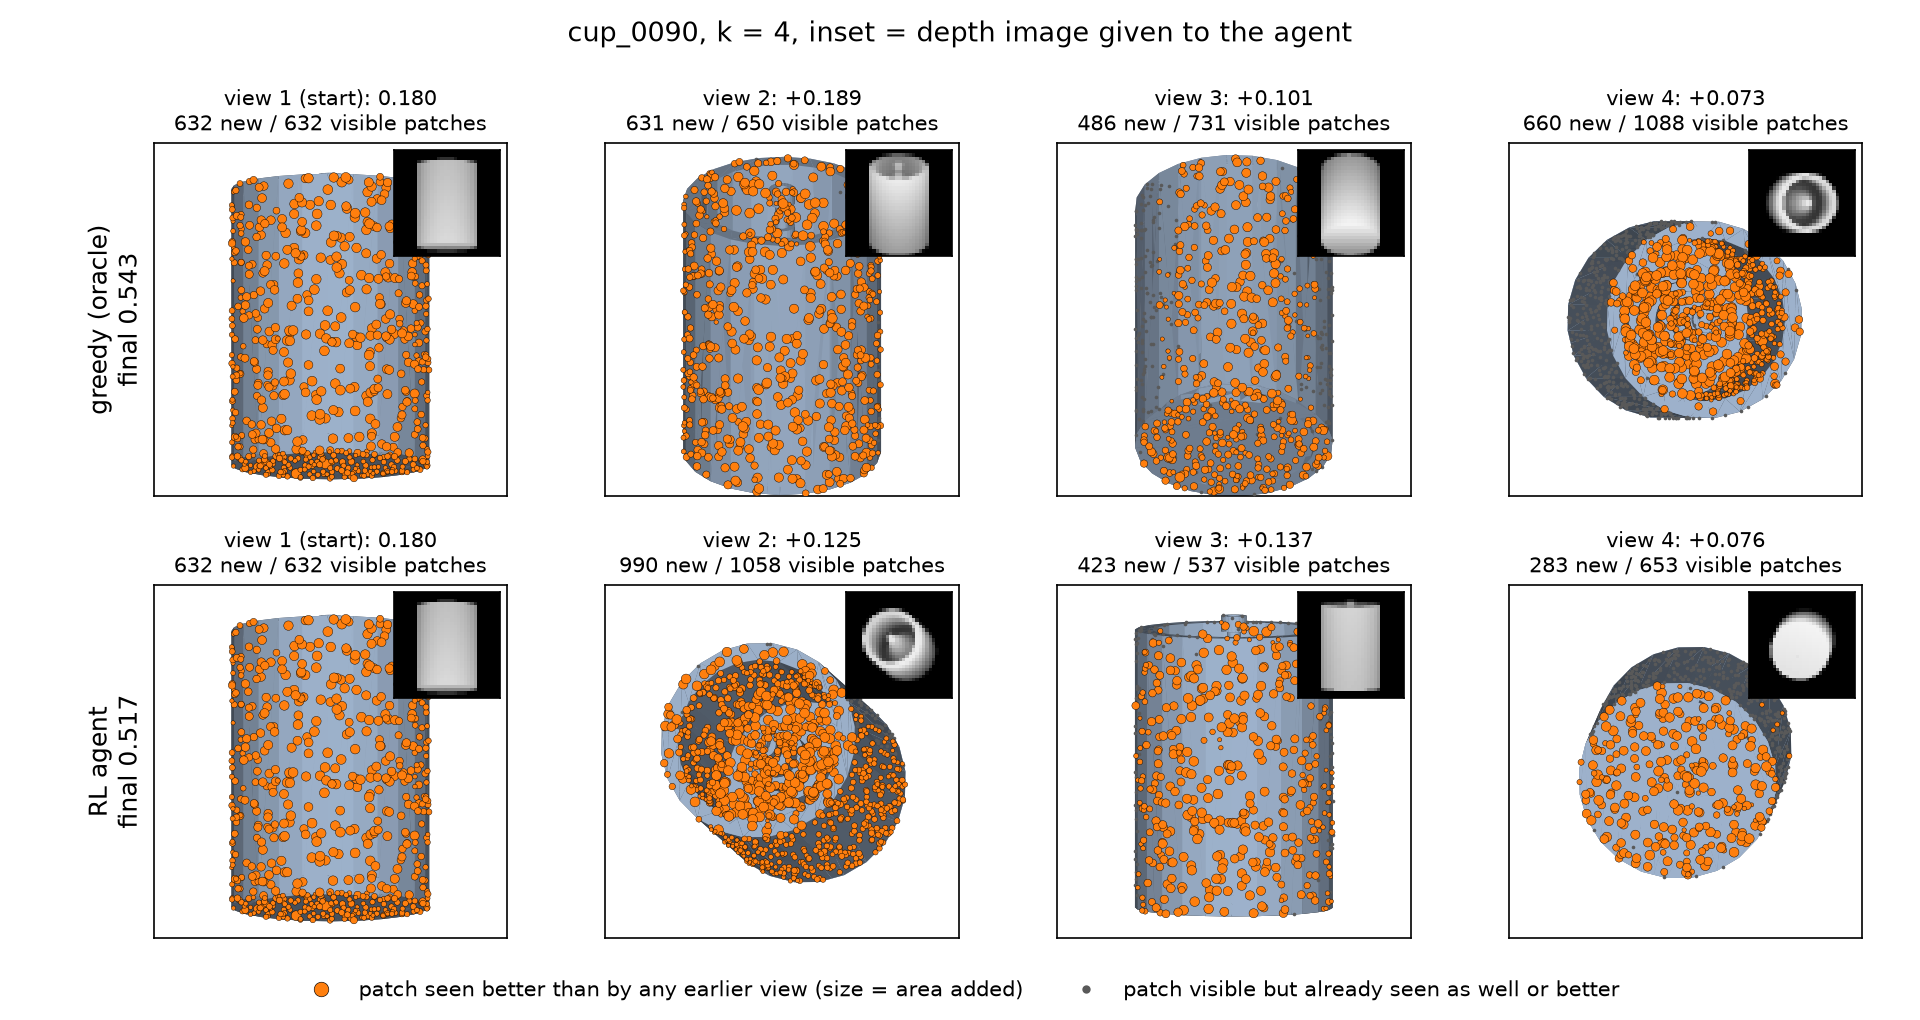 cup_0090, k = 4, inset = depth image given to the agent
view 1 (start): 0.180
632 new / 632 visible patches
view 2: +0.189
631 new / 650 visible patches
view 3: +0.101
486 new / 731 visible patches
view 4: +0.073
660 new / 1088 visible patches
greedy (oracle)
final 0.543
view 1 (start): 0.180
632 new / 632 visible patches
view 2: +0.125
990 new / 1058 visible patches
view 3: +0.137
423 new / 537 visible patches
view 4: +0.076
283 new / 653 visible patches
RL agent
final 0.517
patch seen better than by any earlier view (size = area added)
patch visible but already seen as well or better